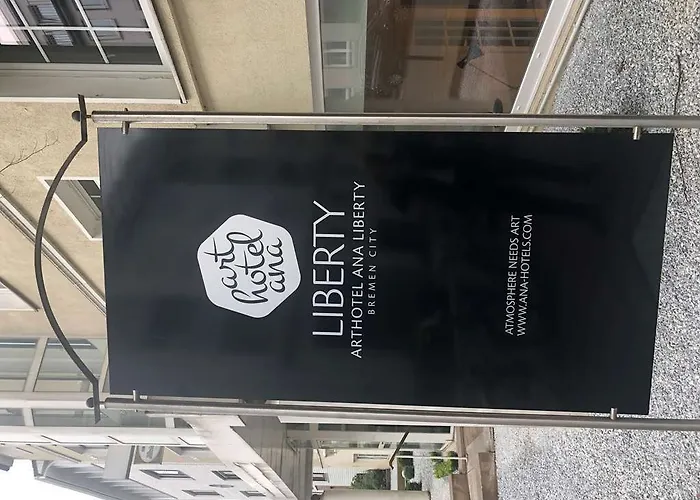 art
hotel
ana
LIBERTY
ARTHOTEL ANA LIBERTY
BREMEN CITY
ATMOSPHERE NEEDS ART
WWW.ANA-HOTELS.COM